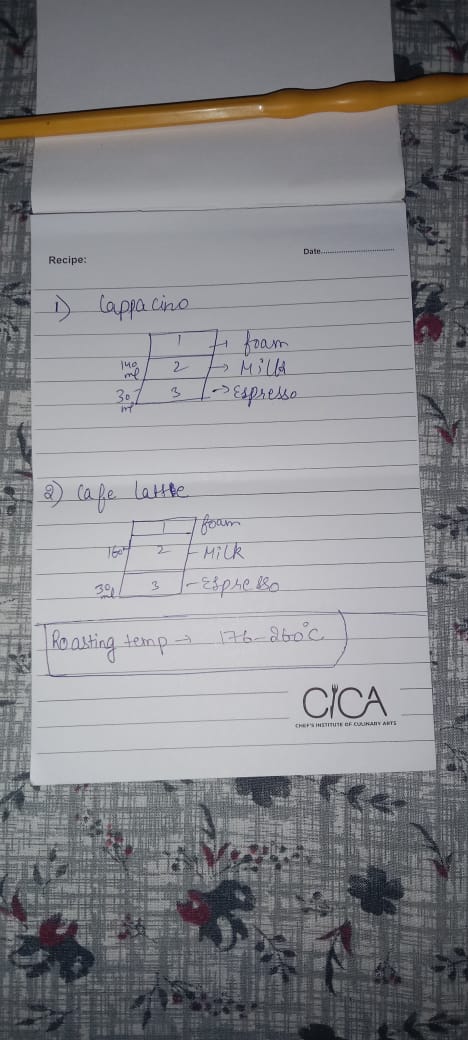 Date
Recipe:
1) Cappacino
1 → foam
140 ml 2 → Milk
30 ml 3 → Espresso
2) Cafe Latte
1 foam
160 2 - Milk
30 ml 3 - Espresso
Roasting temp → 176-260°C
CICA
CHEF'S INSTITUTE OF CULINARY ARTS